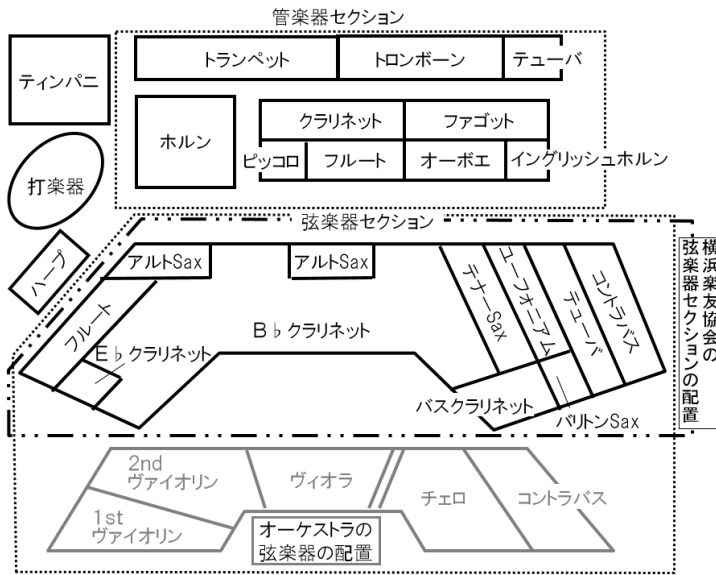 管楽器セクション
トランペット
トロンボーン
テューバ
ティンパニ
ホルン
クラリネット
ファゴット
ピッコロ
フルート
オーボエ
イングリッシュホルン
打楽器
弦楽器セクション
ハープ
アルトSax
アルトSax
テナーSax
ユーフォニアム
テューバ
コントラバス
横浜楽友協会の
弦楽器セクションの配置
フルート
B♭クラリネット
E♭クラリネット
バスクラリネット
バリトンSax
2nd
ヴァイオリン
ヴィオラ
チェロ
コントラバス
1st
ヴァイオリン
オーケストラの
弦楽器の配置